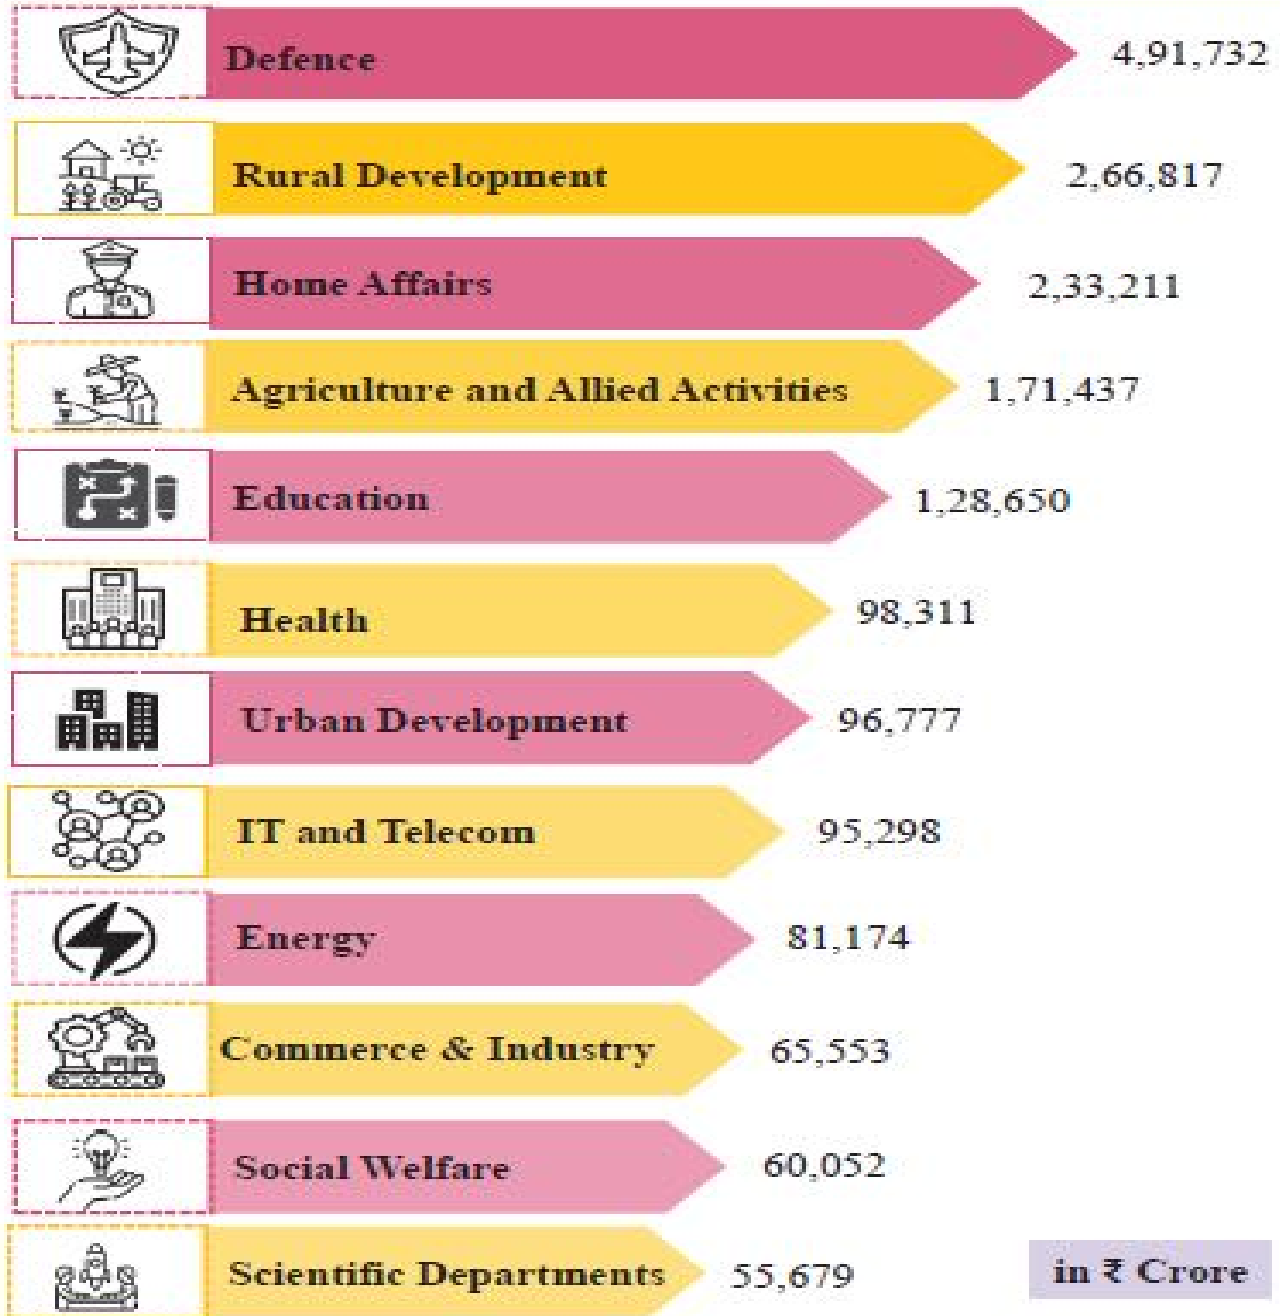 Defence 4,91,732
Rural Development 2,66,817
Home Affairs 2,33,211
Agriculture and Allied Activities 1,71,437
Education 1,28,650
Health 98,311
Urban Development 96,777
IT and Telecom 95,298
Energy 81,174
Commerce & Industry 65,553
Social Welfare 60,052
Scientific Departments 55,679
in ₹ Crore